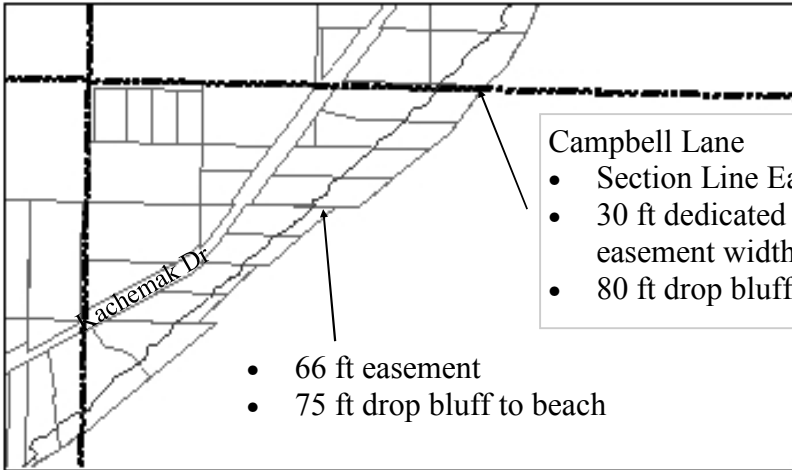 Campbell Lane
• Section Line Ea
• 30 ft dedicated
easement width
• 80 ft drop bluff
Kachemak Dr
• 66 ft easement
• 75 ft drop bluff to beach